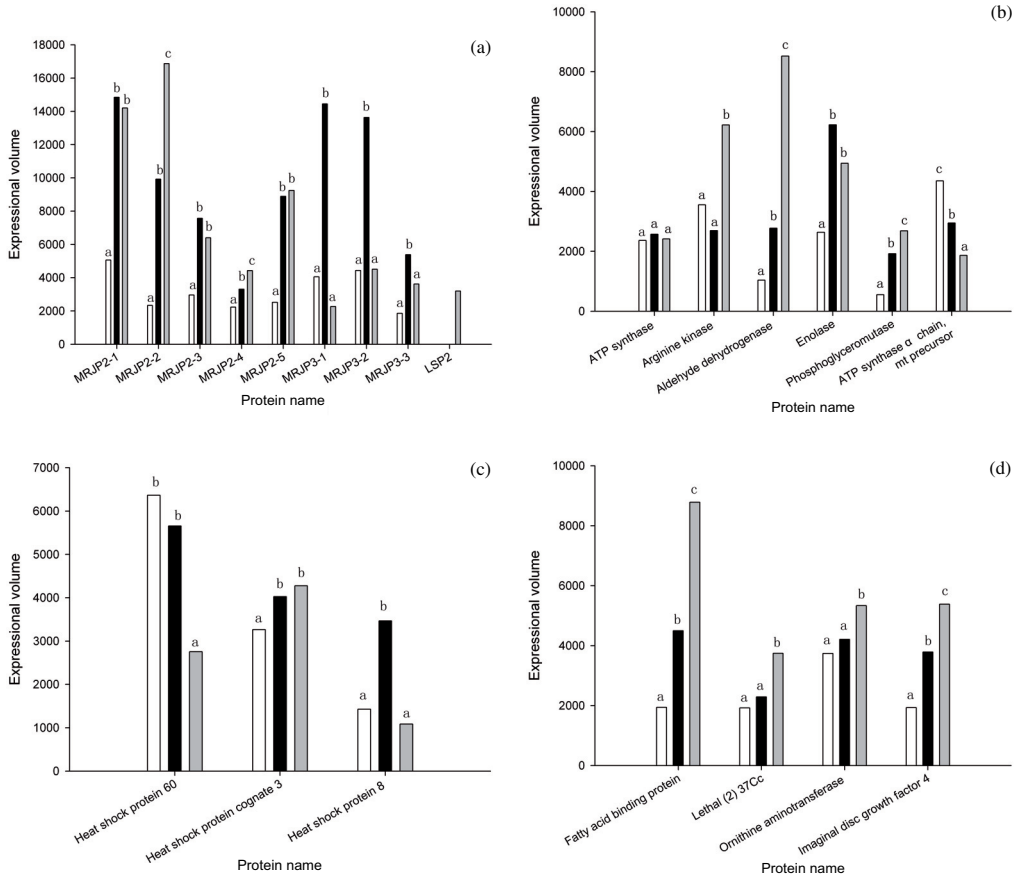 (a)
Expressional volume
18000
16000
14000
12000
10000
8000
6000
4000
2000
0
a b b
a b c
a b b
a b c
a b b
a b a
a b a
a b a
MRJP2-1
MRJP2-2
MRJP2-3
MRJP2-4
MRJP2-5
MRJP3-1
MRJP3-2
MRJP3-3
LSP2
Protein name
(b)
Expressional volume
10000
8000
6000
4000
2000
0
a a a
a a b
a b c
a b b
a b c
c b a
ATP synthase
Arginine kinase
Aldehyde dehydrogenase
Enolase
Phosphoglyceromutase
ATP synthase α chain,
mt precursor
Protein name
(c)
Expressional volume
7000
6000
5000
4000
3000
2000
1000
0
b b a
a b b
a b a
Heat shock protein 60
Heat shock protein cognate 3
Heat shock protein 8
Protein name
(d)
Expressional volume
10000
8000
6000
4000
2000
0
a b c
a a b
a a b
a b c
Fatty acid binding protein
Lethal (2) 37Cc
Ornithine aminotransferase
Imaginal disc growth factor 4
Protein name